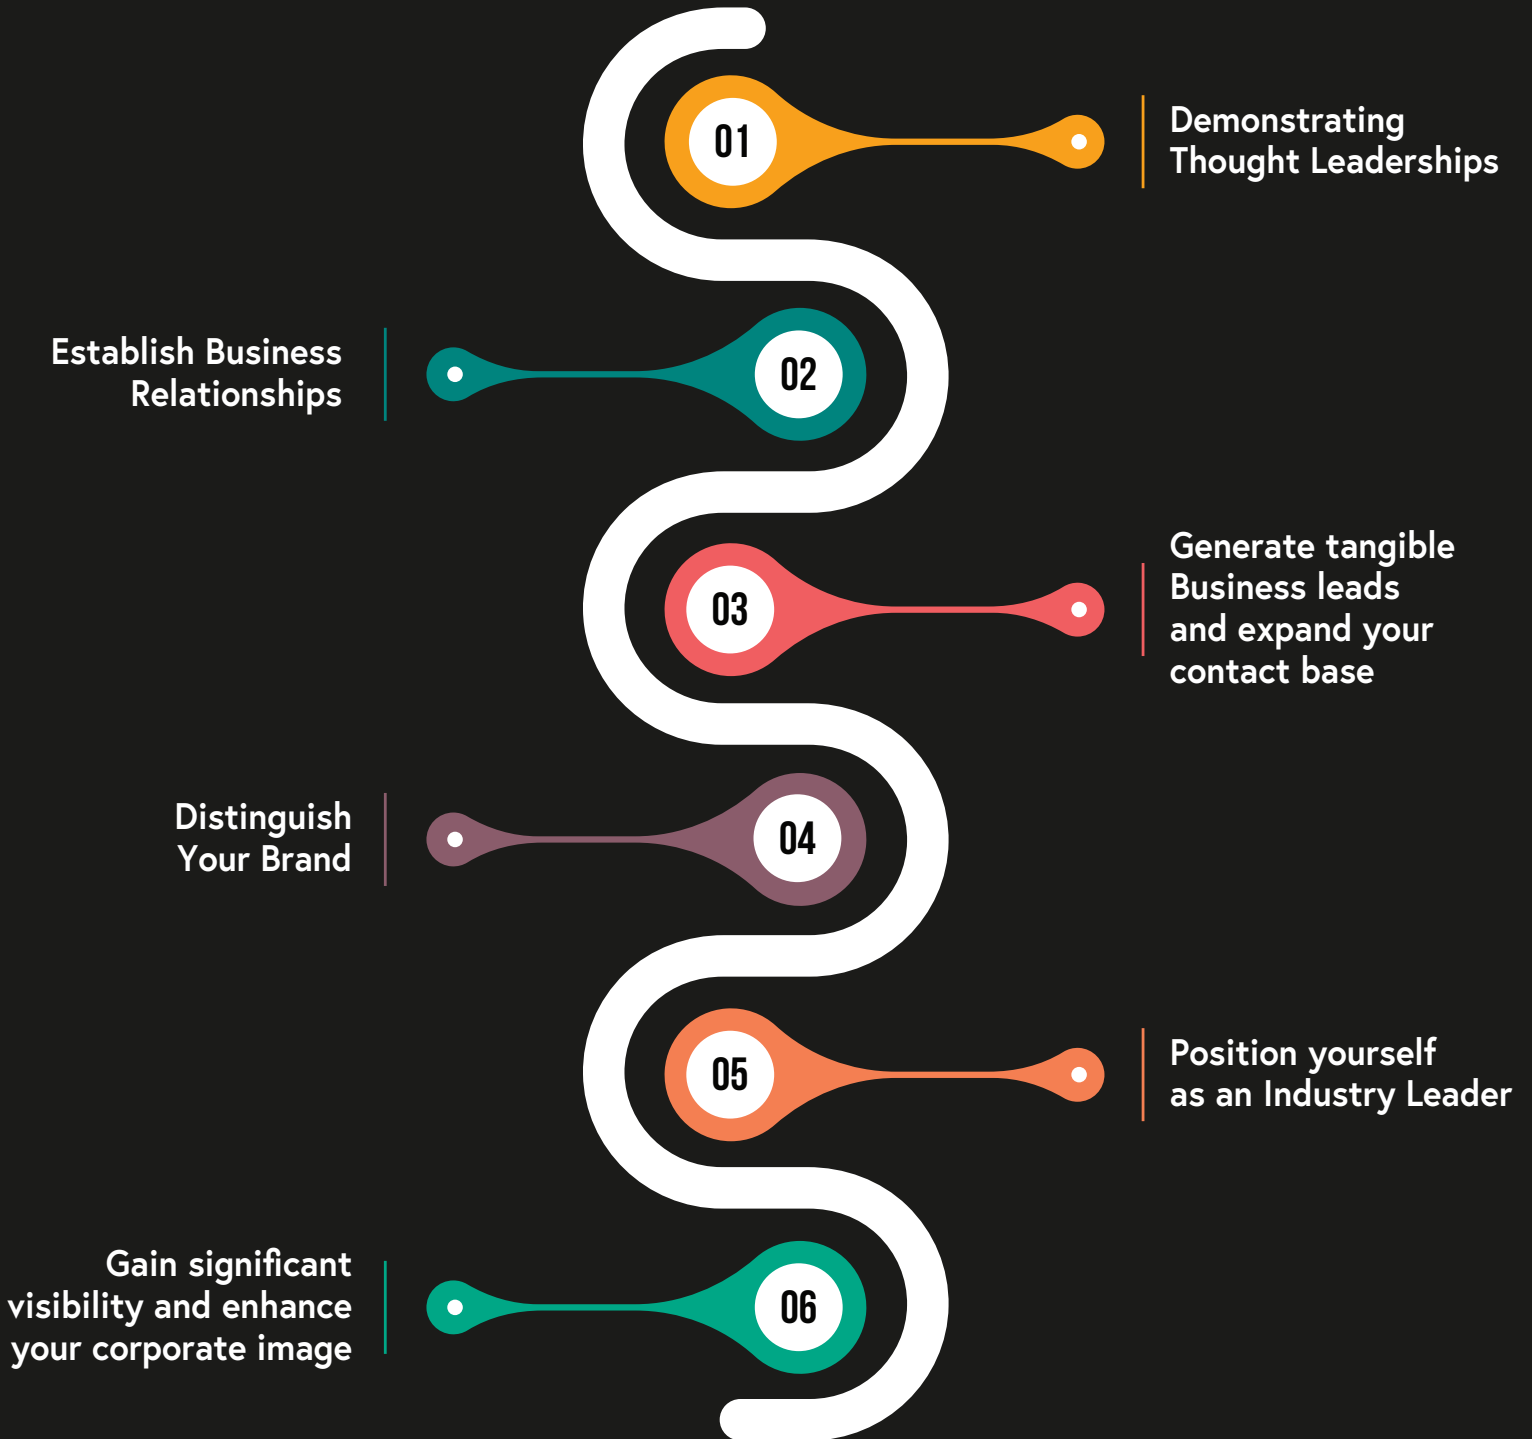 01
Demonstrating
Thought Leaderships
Establish Business
Relationships
02
03
Generate tangible
Business leads
and expand your
contact base
Distinguish
Your Brand
04
05
Position yourself
as an Industry Leader
Gain significant
visibility and enhance
your corporate image
06